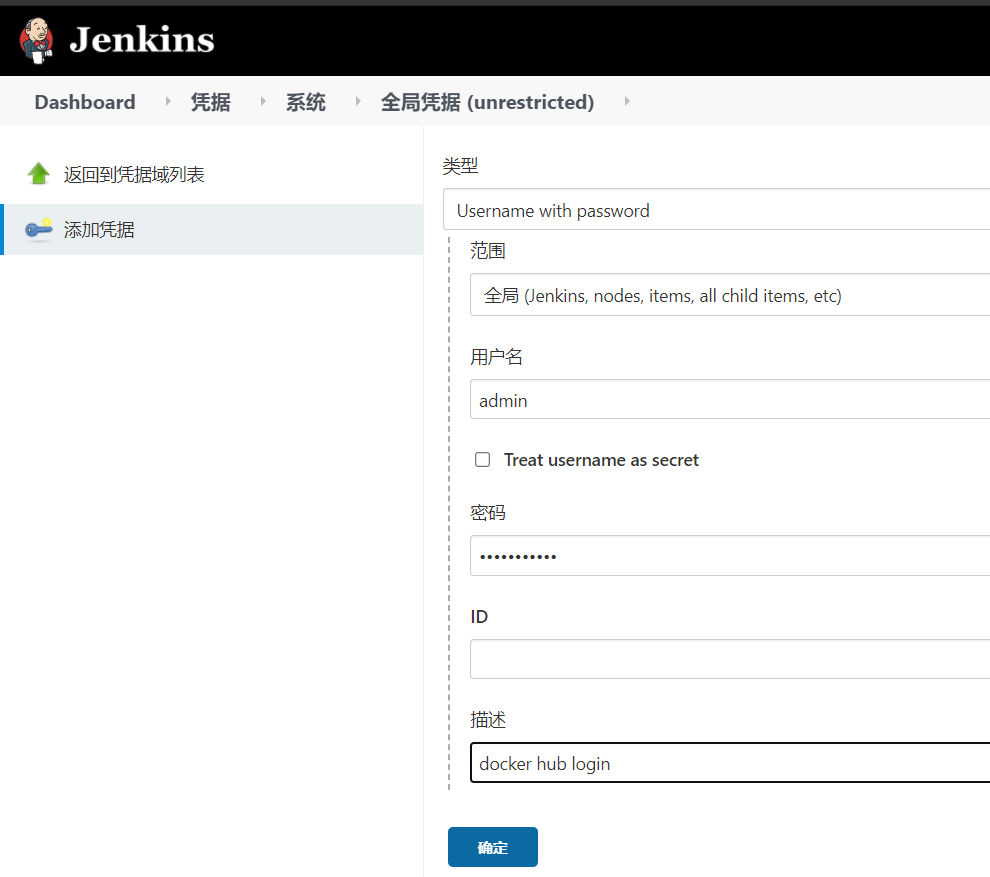 Jenkins
Dashboard 凭据 系统 全局凭据 (unrestricted)
返回到凭据域列表
添加凭据
类型
Username with password
范围
全局 (Jenkins, nodes, items, all child items, etc)
用户名
admin
Treat username as secret
密码
•••••••••••
ID
描述
docker hub login
确定